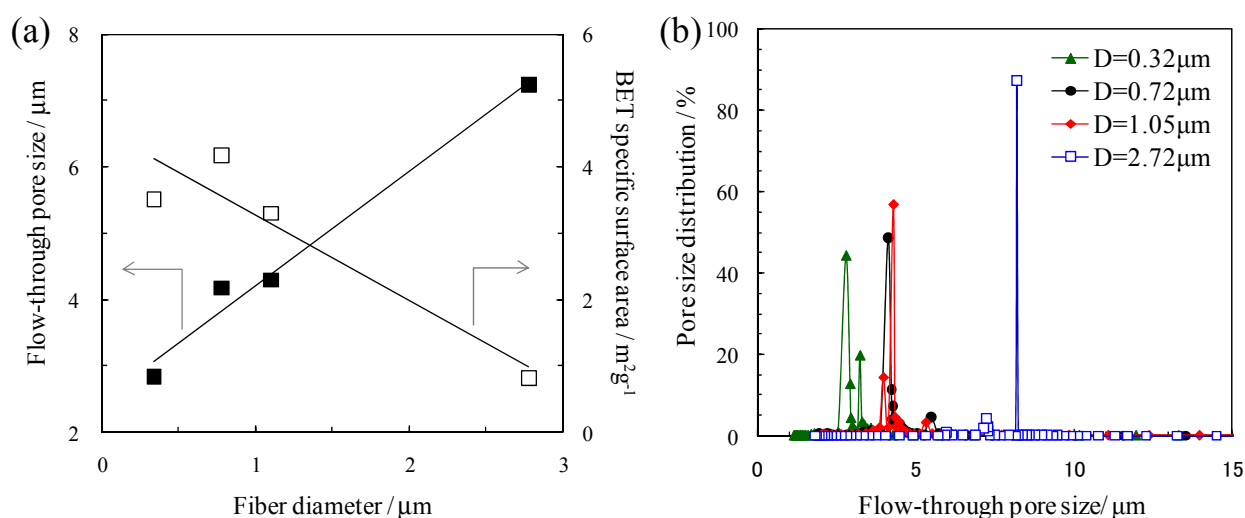 (a)
8
6
4
2
Flow-through pore size / μm
6
4
2
0
BET specific surface area / m²g⁻¹
0 1 2 3
Fiber diameter / μm
(b)
100
80
60
40
20
0
Pore size distribution / %
D=0.32μm
D=0.72μm
D=1.05μm
D=2.72μm
0 5 10 15
Flow-through pore size/ μm